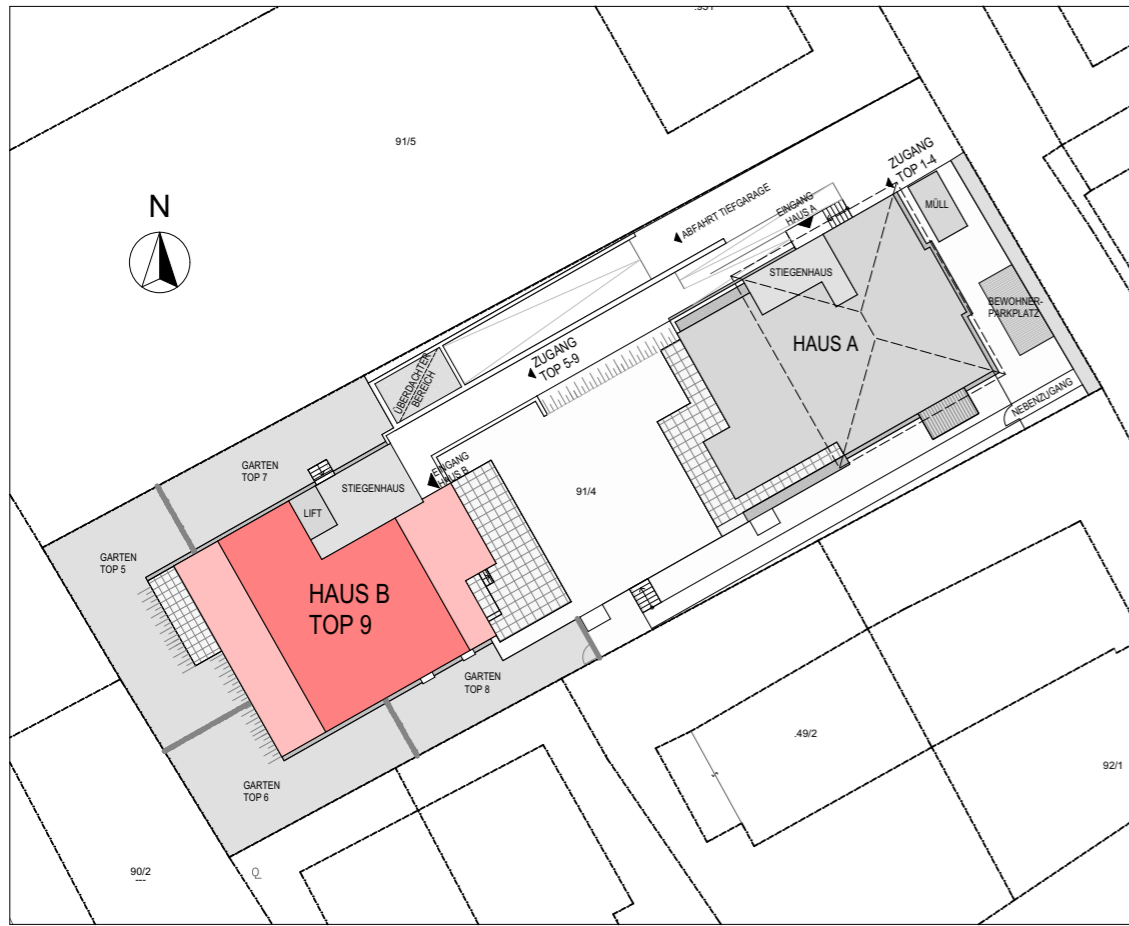 91/5
N
ZUGANG
TOP 1-4
MÜLL
ABFAHRT TIEFGARAGE
EINGANG
HAUS A
STIEGENHAUS
BEWOHNER-
PARKPLATZ
HAUS A
ZUGANG
TOP 5-9
ÜBERDACHTER
BEREICH
NEBENZUGANG
GARTEN
TOP 7
EINGANG
HAUS B
STIEGENHAUS
91/4
LIFT
GARTEN
TOP 5
HAUS B
TOP 9
GARTEN
TOP 8
.49/2
92/1
GARTEN
TOP 6
90/2